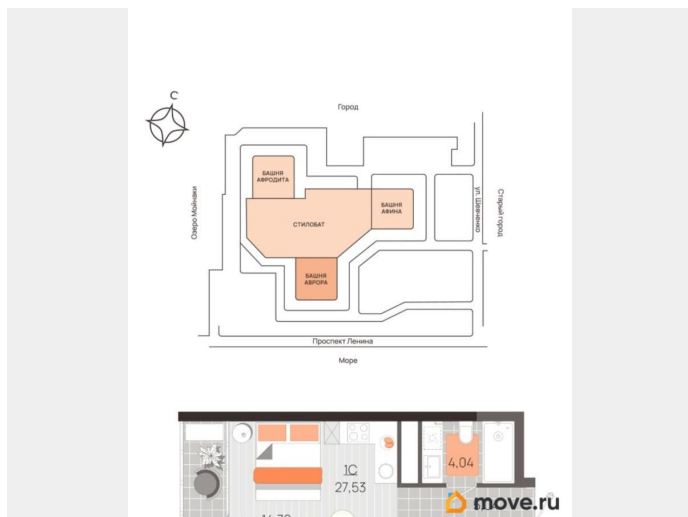 С
Город
БАШНЯ
АФРОДИТА
БАШНЯ
АФИНА
СТИЛОБАТ
БАШНЯ
АВРОРА
Озеро Мойнаки
ул. Шевченко
Старый город
Проспект Ленина
Море
1С
27,53
4,04
move.ru